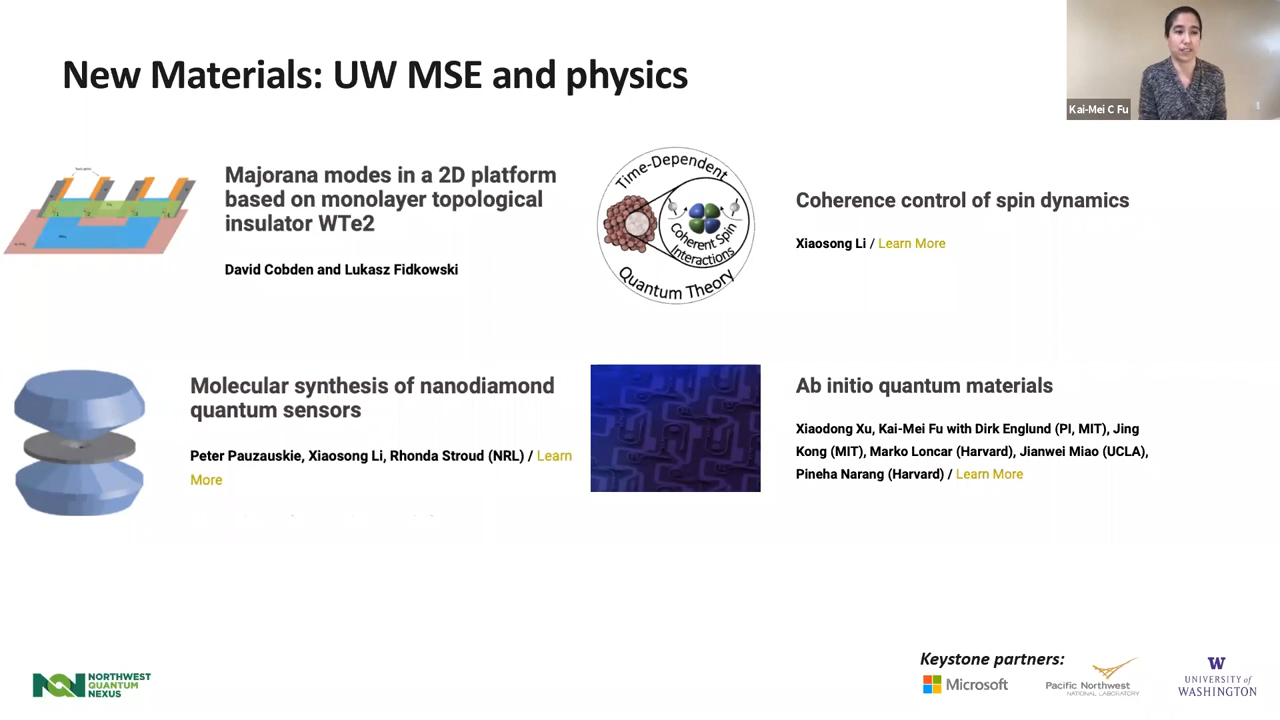 New Materials: UW MSE and physics
Kai-Mei C Fu
Majorana modes in a 2D platform
based on monolayer topological
insulator WTe2
David Cobden and Lukasz Fidkowski
Time-Dependent
Coherent Spin
Interactions
Quantum Theory
Coherence control of spin dynamics
Xiaosong Li / Learn More
Molecular synthesis of nanodiamond
quantum sensors
Peter Pauzauskie, Xiaosong Li, Rhonda Stroud (NRL) / Learn
More
Ab initio quantum materials
Xiaodong Xu, Kai-Mei Fu with Dirk Englund (PI, MIT), Jing
Kong (MIT), Marko Loncar (Harvard), Jianwei Miao (UCLA),
Pineha Narang (Harvard) / Learn More
NORTHWEST
QUANTUM
NEXUS
Keystone partners:
Microsoft
Pacific Northwest
NATIONAL LABORATORY
W
UNIVERSITY of
WASHINGTON